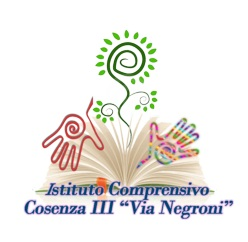 Istituto Comprensivo
Cosenza III “Via Negroni”